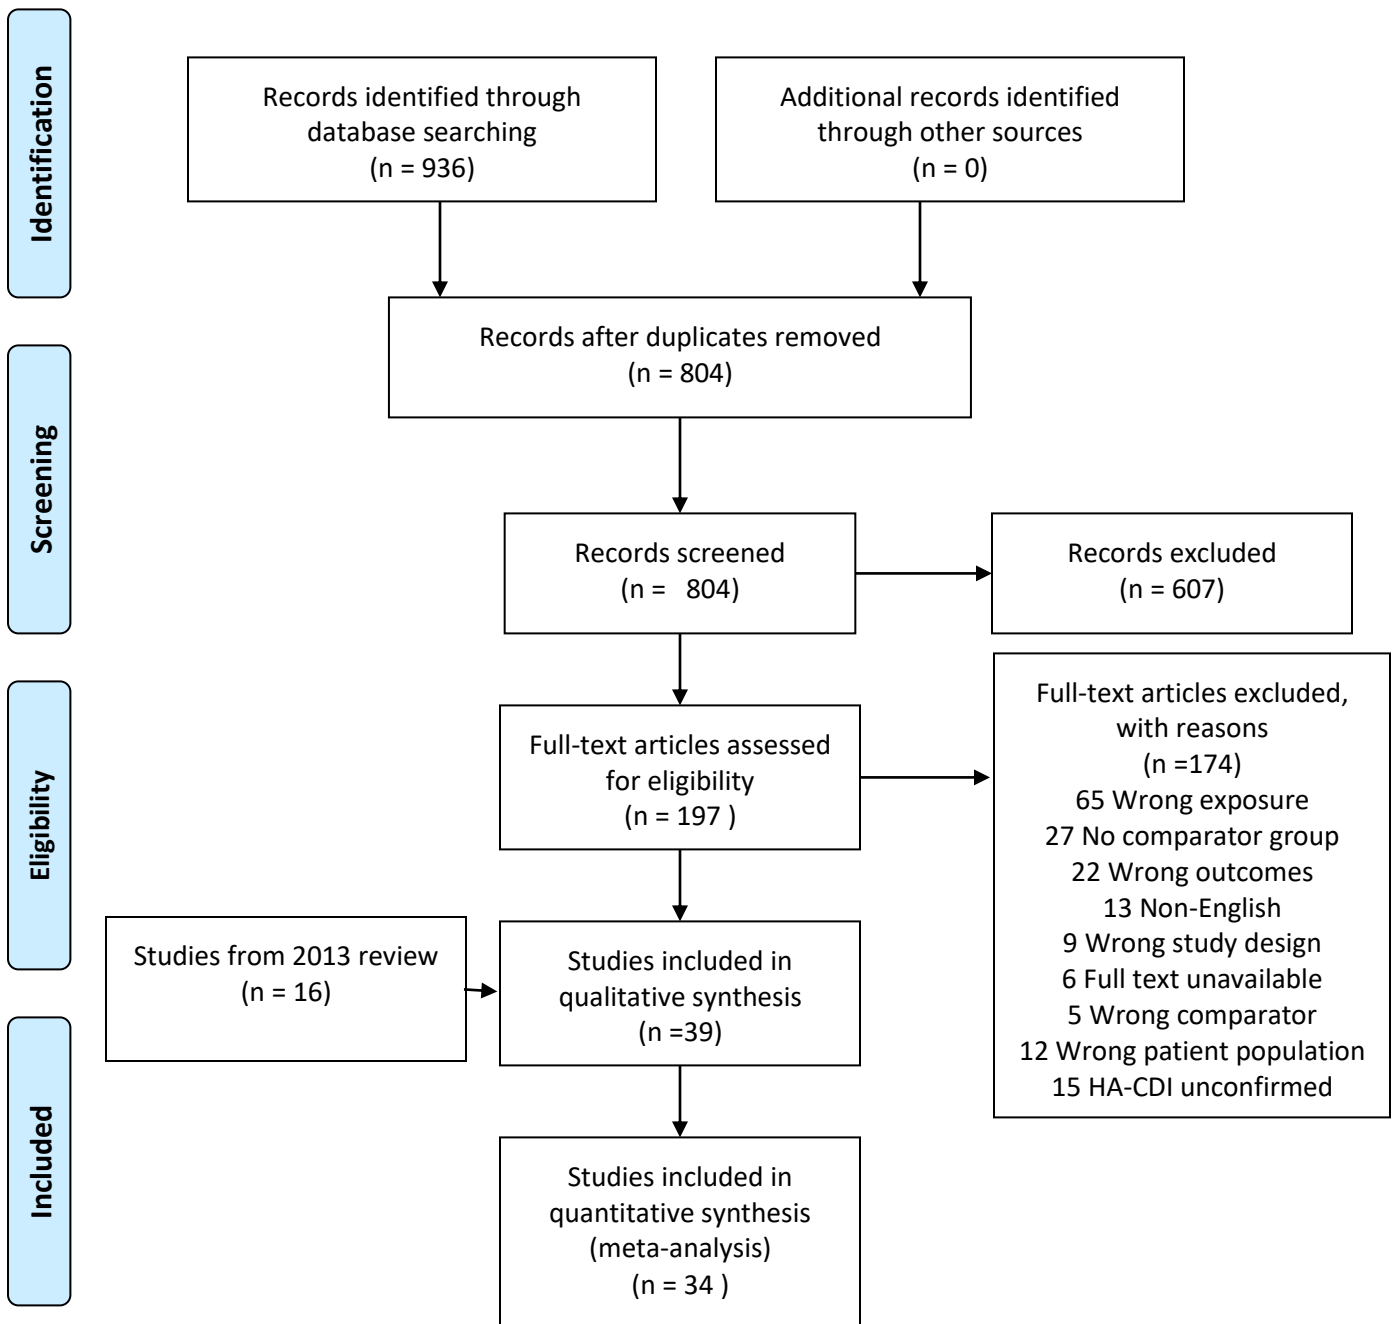 Identification
Records identified through
database searching
(n = 936)
Additional records identified
through other sources
(n = 0)
Records after duplicates removed
(n = 804)
Screening
Records screened
(n =   804)
Records excluded
(n = 607)
Eligibility
Full-text articles assessed
for eligibility
(n = 197 )
Full-text articles excluded,
with reasons
(n =174)
65 Wrong exposure
27 No comparator group
22 Wrong outcomes
13 Non-English
9 Wrong study design
6 Full text unavailable
5 Wrong comparator
12 Wrong patient population
15 HA-CDI unconfirmed
Studies from 2013 review
(n = 16)
Studies included in
qualitative synthesis
(n =39)
Included
Studies included in
quantitative synthesis
(meta-analysis)
(n = 34 )